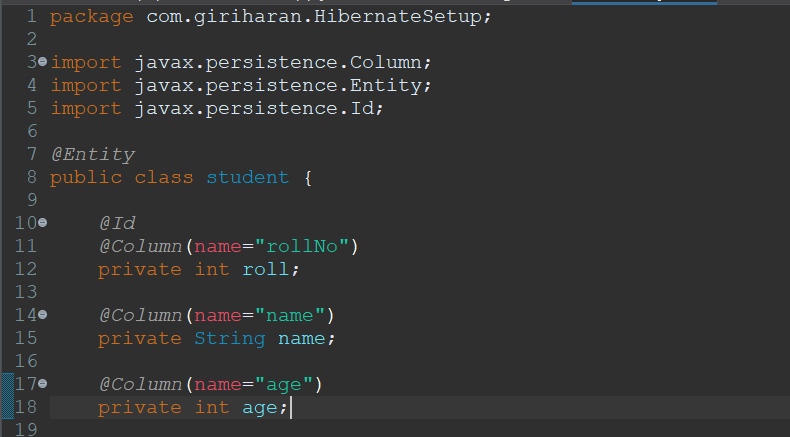 1 package com.giriharan.HibernateSetup;
2
3 import javax.persistence.Column;
4 import javax.persistence.Entity;
5 import javax.persistence.Id;
6
7 @Entity
8 public class student {
9
10 @Id
11 @Column(name="rollNo")
12 private int roll;
13
14 @Column(name="name")
15 private String name;
16
17 @Column(name="age")
18 private int age;
19